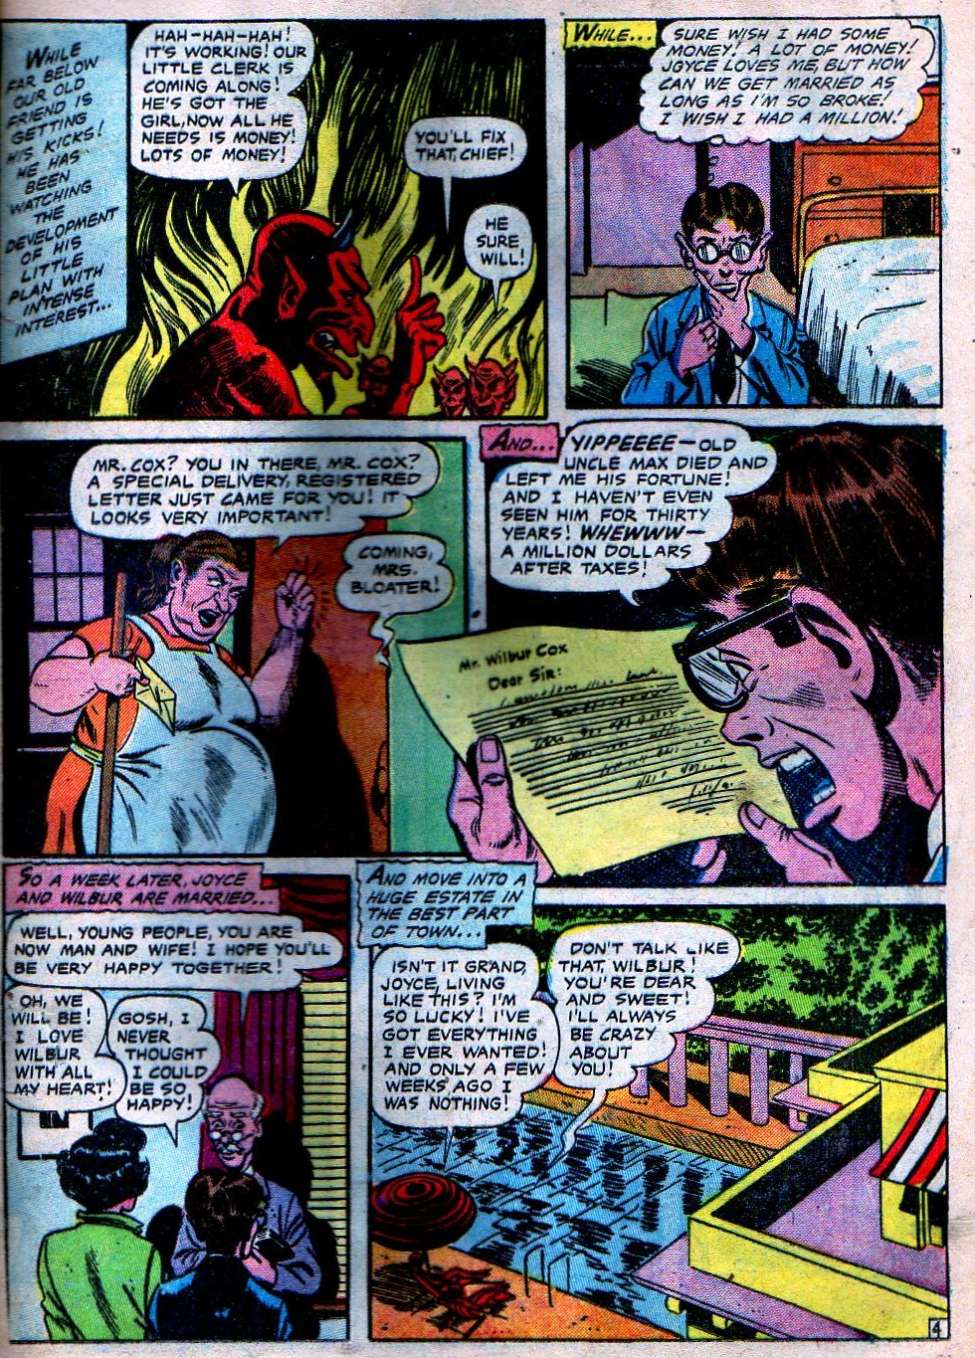 WHILE
FAR BELOW
OUR OLD
FRIEND IS
GETTING
HIS KICKS!
HE HAS
BEEN
WATCHING
THE
DEVELOPMENT
OF HIS
LITTLE
PLAN WITH
INTENSE
INTEREST...
HAH-HAH-HAH!
IT'S WORKING! OUR
LITTLE CLERK IS
COMING ALONG!
HE'S GOT THE
GIRL, NOW ALL HE
NEEDS IS MONEY!
LOTS OF MONEY!
YOU'LL FIX
THAT, CHIEF!
HE
SURE,
WILL!
WHILE...
SURE WISH I HAD SOME
MONEY! A LOT OF MONEY!
JOYCE LOVES ME, BUT HOW
CAN WE GET MARRIED AS
LONG AS I'M SO BROKE!
I WISH I HAD A MILLION!
MR. COX? YOU IN THERE, MR. COX?
A SPECIAL DELIVERY, REGISTERED
LETTER JUST CAME FOR YOU! IT
LOOKS VERY IMPORTANT!
COMING,
MRS.
BLOATER!
AND...
YIPPEEEE-OLD
UNCLE MAX DIED AND
LEFT ME HIS FORTUNE!
AND I HAVEN'T EVEN
SEEN HIM FOR THIRTY
YEARS! WHEWWW-
A MILLION DOLLARS
AFTER TAXES!
Mr. Wilbur Cox
Dear Sir:
SO A WEEK LATER, JOYCE
AND WILBUR ARE MARRIED...
WELL, YOUNG PEOPLE, YOU ARE
NOW MAN AND WIFE! I HOPE YOU'LL
BE VERY HAPPY TOGETHER!
OH, WE
WILL BE!
I LOVE
WILBUR
WITH ALL
MY HEART!
GOSH, I
NEVER
THOUGHT
I COULD
BE SO
HAPPY!
AND MOVE INTO A
HUGE ESTATE IN
THE BEST PART
OF TOWN...
ISN'T IT GRAND,
JOYCE, LIVING
LIKE THIS? I'M
SO LUCKY! I'VE
GOT EVERYTHING
I EVER WANTED!
AND ONLY A FEW
WEEKS AGO I
WAS NOTHING!
DON'T TALK LIKE
THAT, WILBUR!
YOU'RE DEAR
AND SWEET!
I'LL ALWAYS
BE CRAZY
ABOUT
YOU!
4